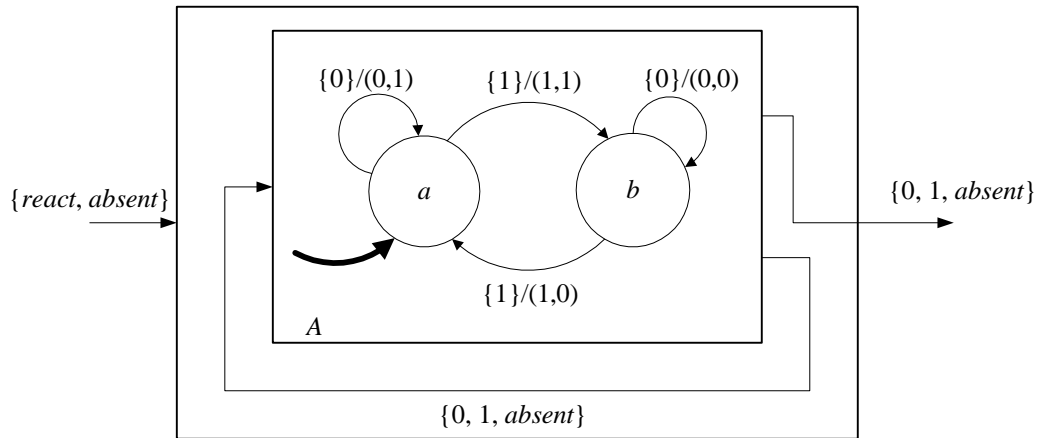 {0}/(0,1)
{1}/(1,1)
{0}/(0,0)
a
b
{react, absent}
{0, 1, absent}
{1}/(1,0)
A
{0, 1, absent}